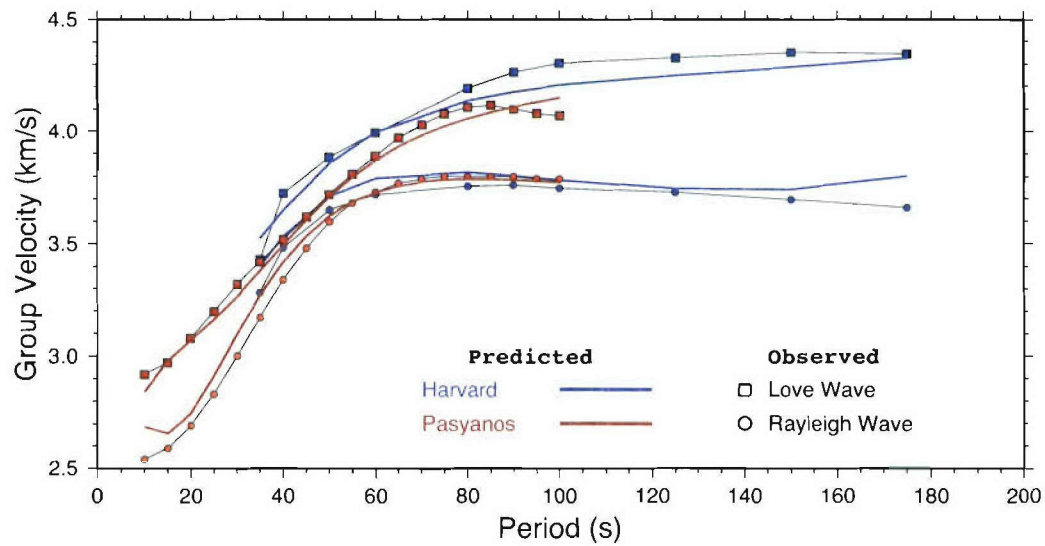 4.5
4.0
3.5
3.0
2.5
Group Velocity (km/s)
Predicted Observed
Harvard Love Wave
Pasyanos Rayleigh Wave
0 20 40 60 80 100 120 140 160 180 200
Period (s)